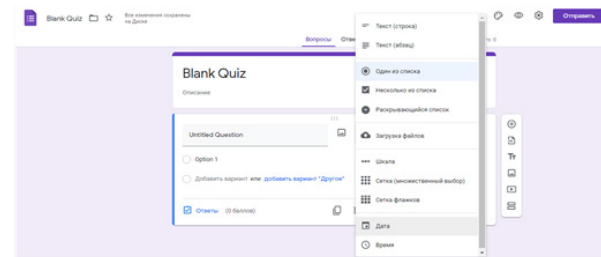 Blank Quiz
Все изменения сохранены
на Диске
Отправить
Вопросы
Blank Quiz
Описание
Untitled Question
Option 1
Добавить вариант или добавить вариант "Другое"
Ответы (0 баллов)
Текст (строка)
Текст (абзац)
Один из списка
Несколько из списка
Раскрывающийся список
Загрузка файлов
Шкала
Сетка (множественный выбор)
Сетка флажков
Дата
Время
Tт